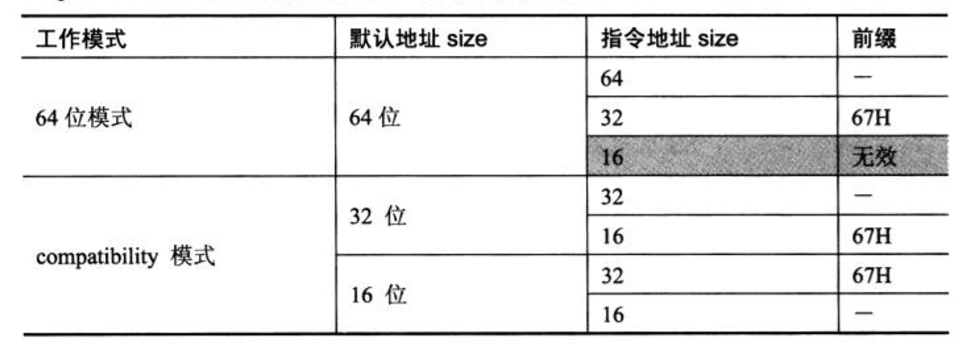 工作模式 默认地址 size 指令地址 size 前缀
64 位模式 64 位 64 —
32 67H
16 无效
compatibility 模式 32 位 32 —
16 67H
16 位 32 67H
16 —